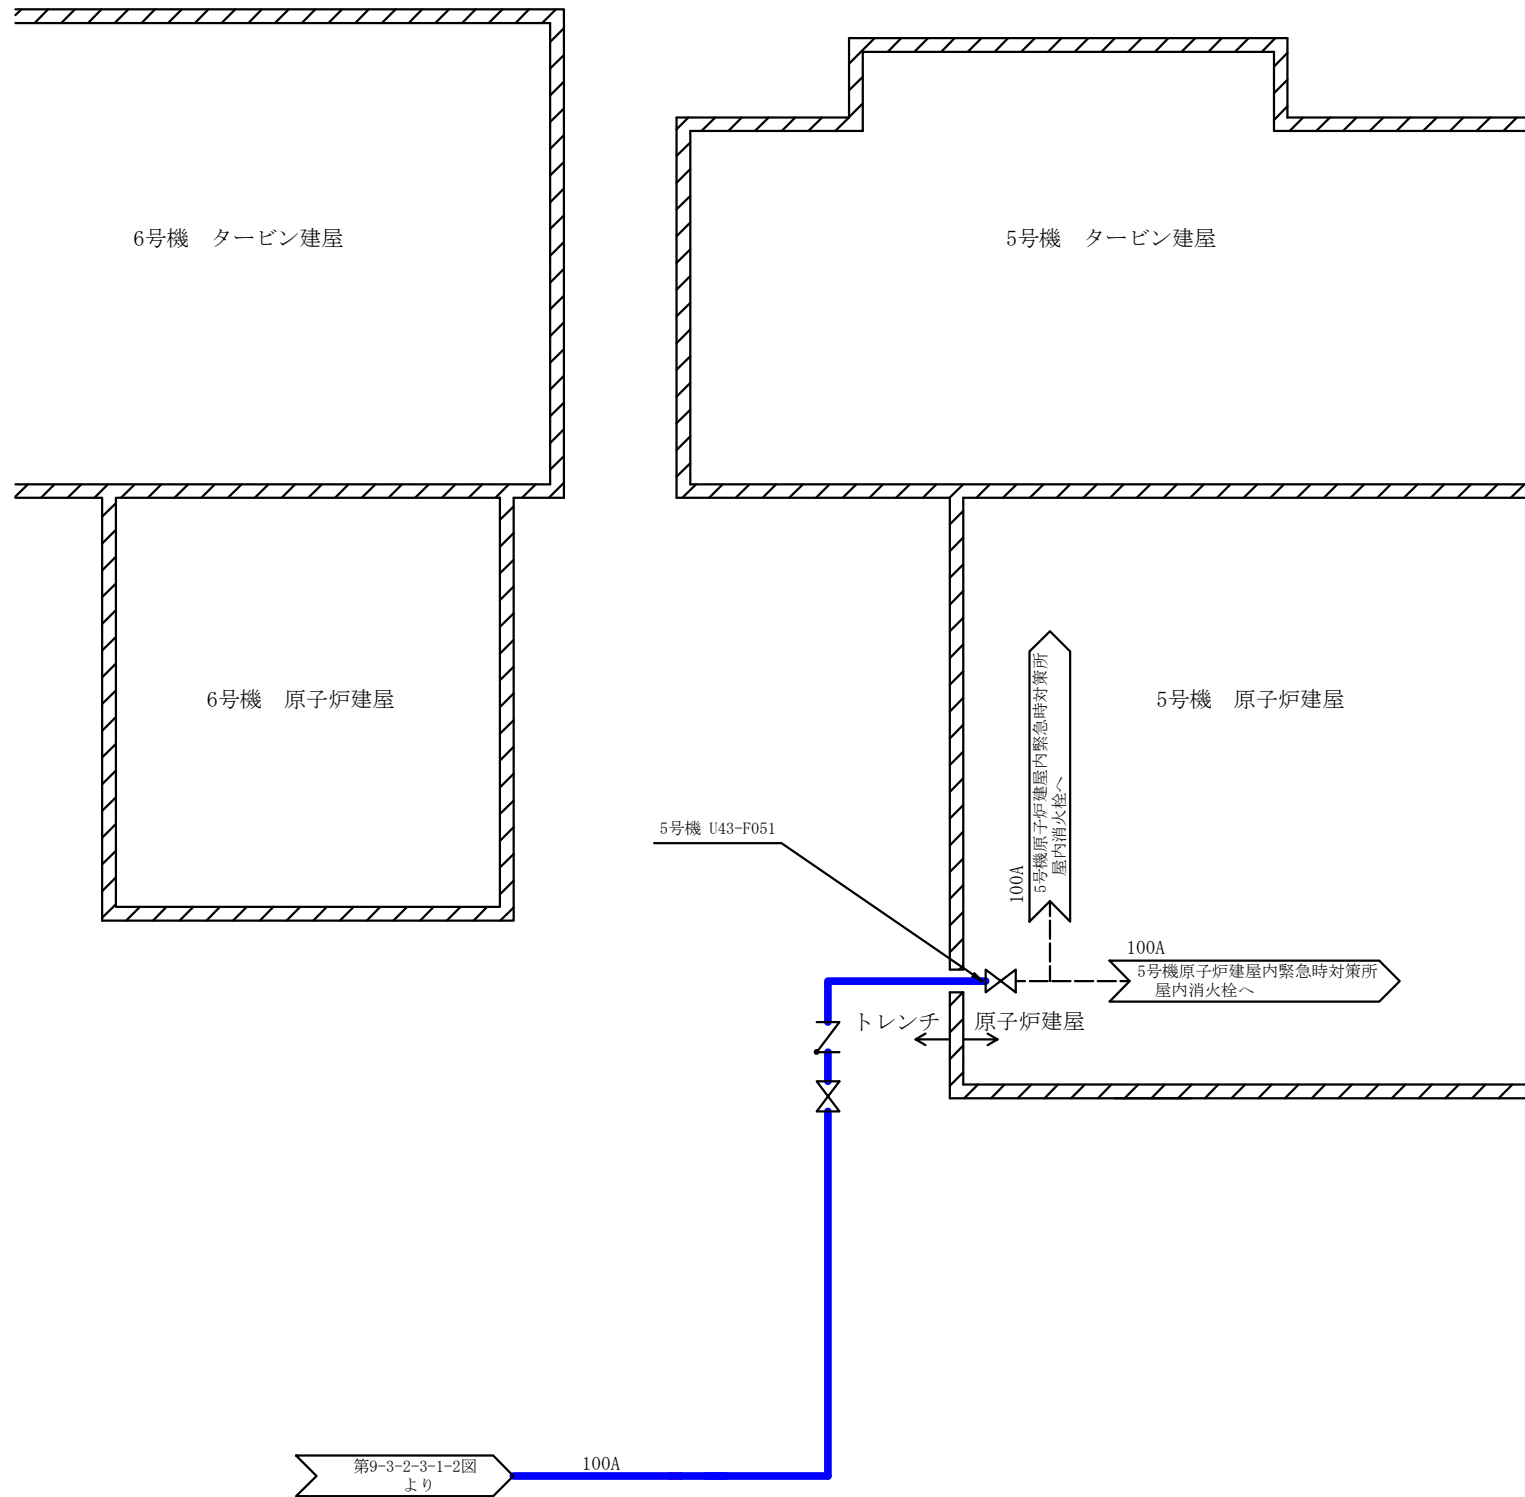 6号機　タービン建屋
5号機　タービン建屋
6号機　原子炉建屋
5号機　原子炉建屋
5号機原子炉建屋内緊急時対策所
屋内消火栓へ
100A
5号機 U43-F051
100A
5号機原子炉建屋内緊急時対策所
屋内消火栓へ
トレンチ
原子炉建屋
第9-3-2-3-1-2図
より
100A